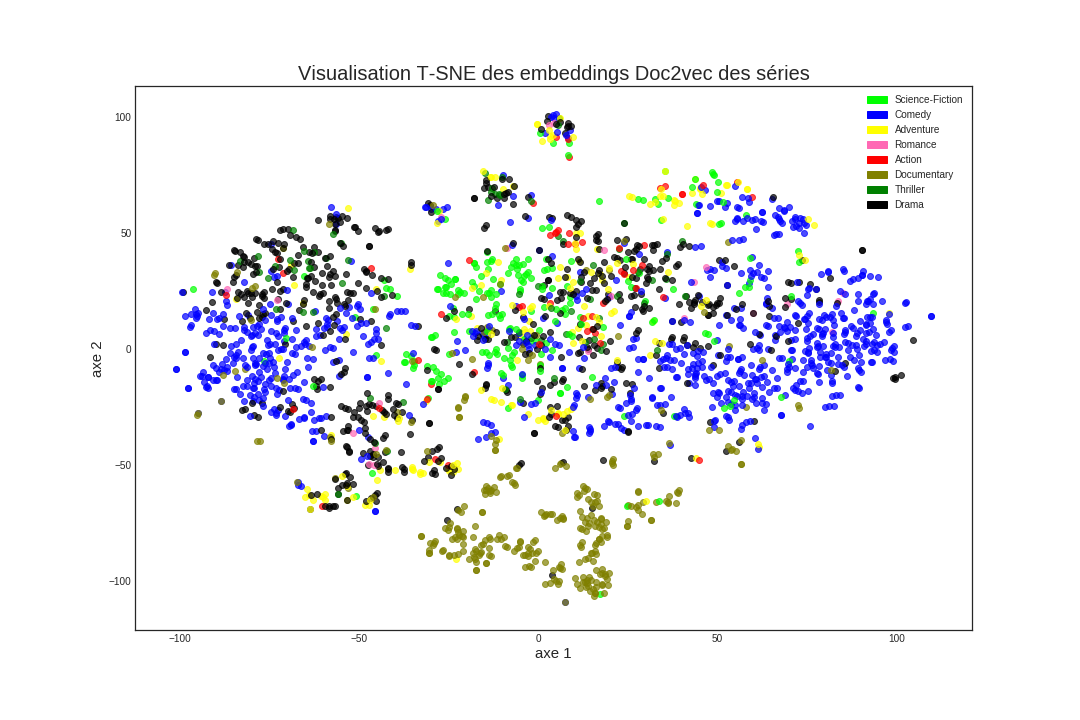 Visualisation T-SNE des embeddings Doc2vec des séries
Science-Fiction
Comedy
Adventure
Romance
Action
Documentary
Thriller
Drama
axe 2
100
50
0
−50
−100
−100
−50
0
50
100
axe 1